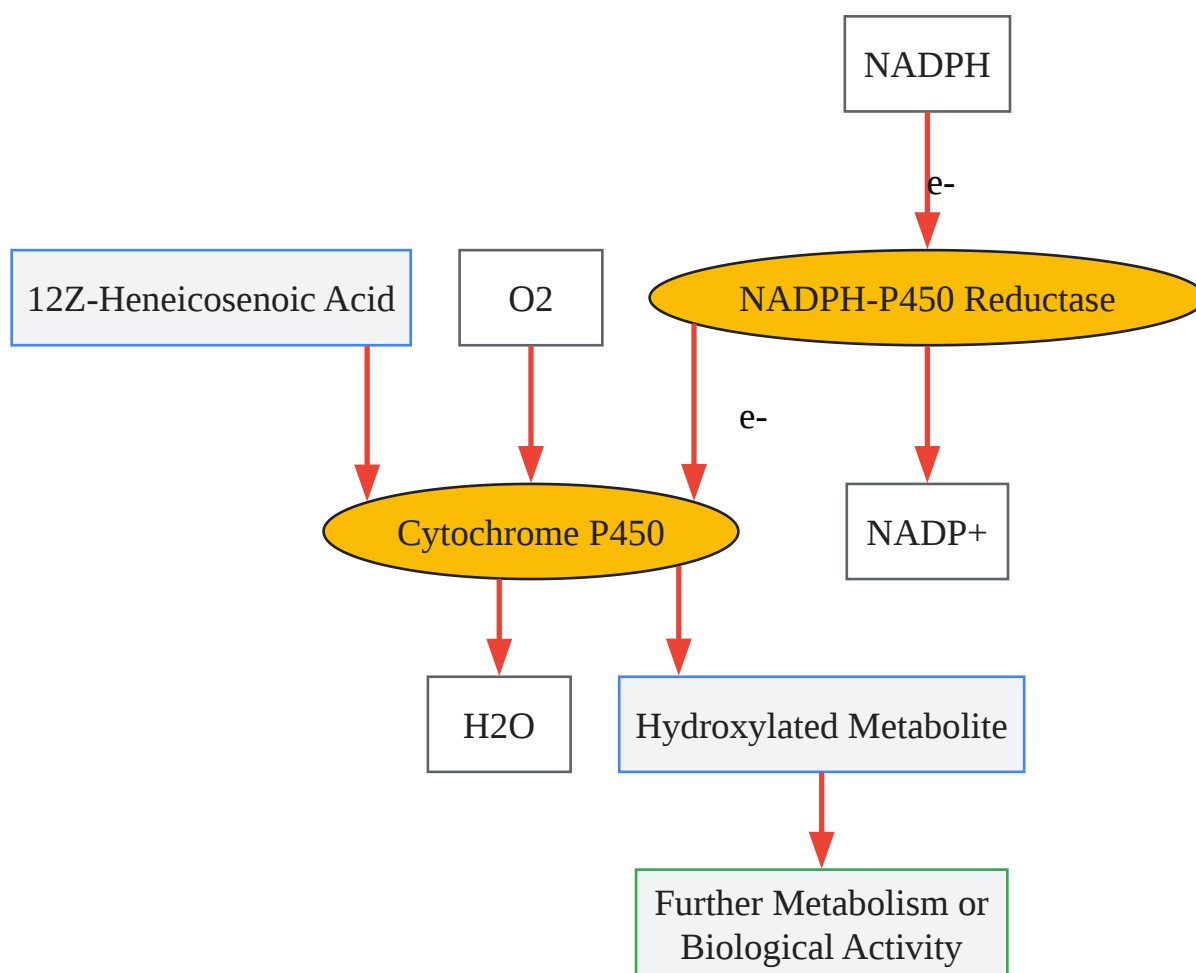 NADPH
e-
12Z-Heneicosenoic Acid
O2
NADPH-P450 Reductase
e-
Cytochrome P450
NADP+
H2O
Hydroxylated Metabolite
Further Metabolism or
Biological Activity